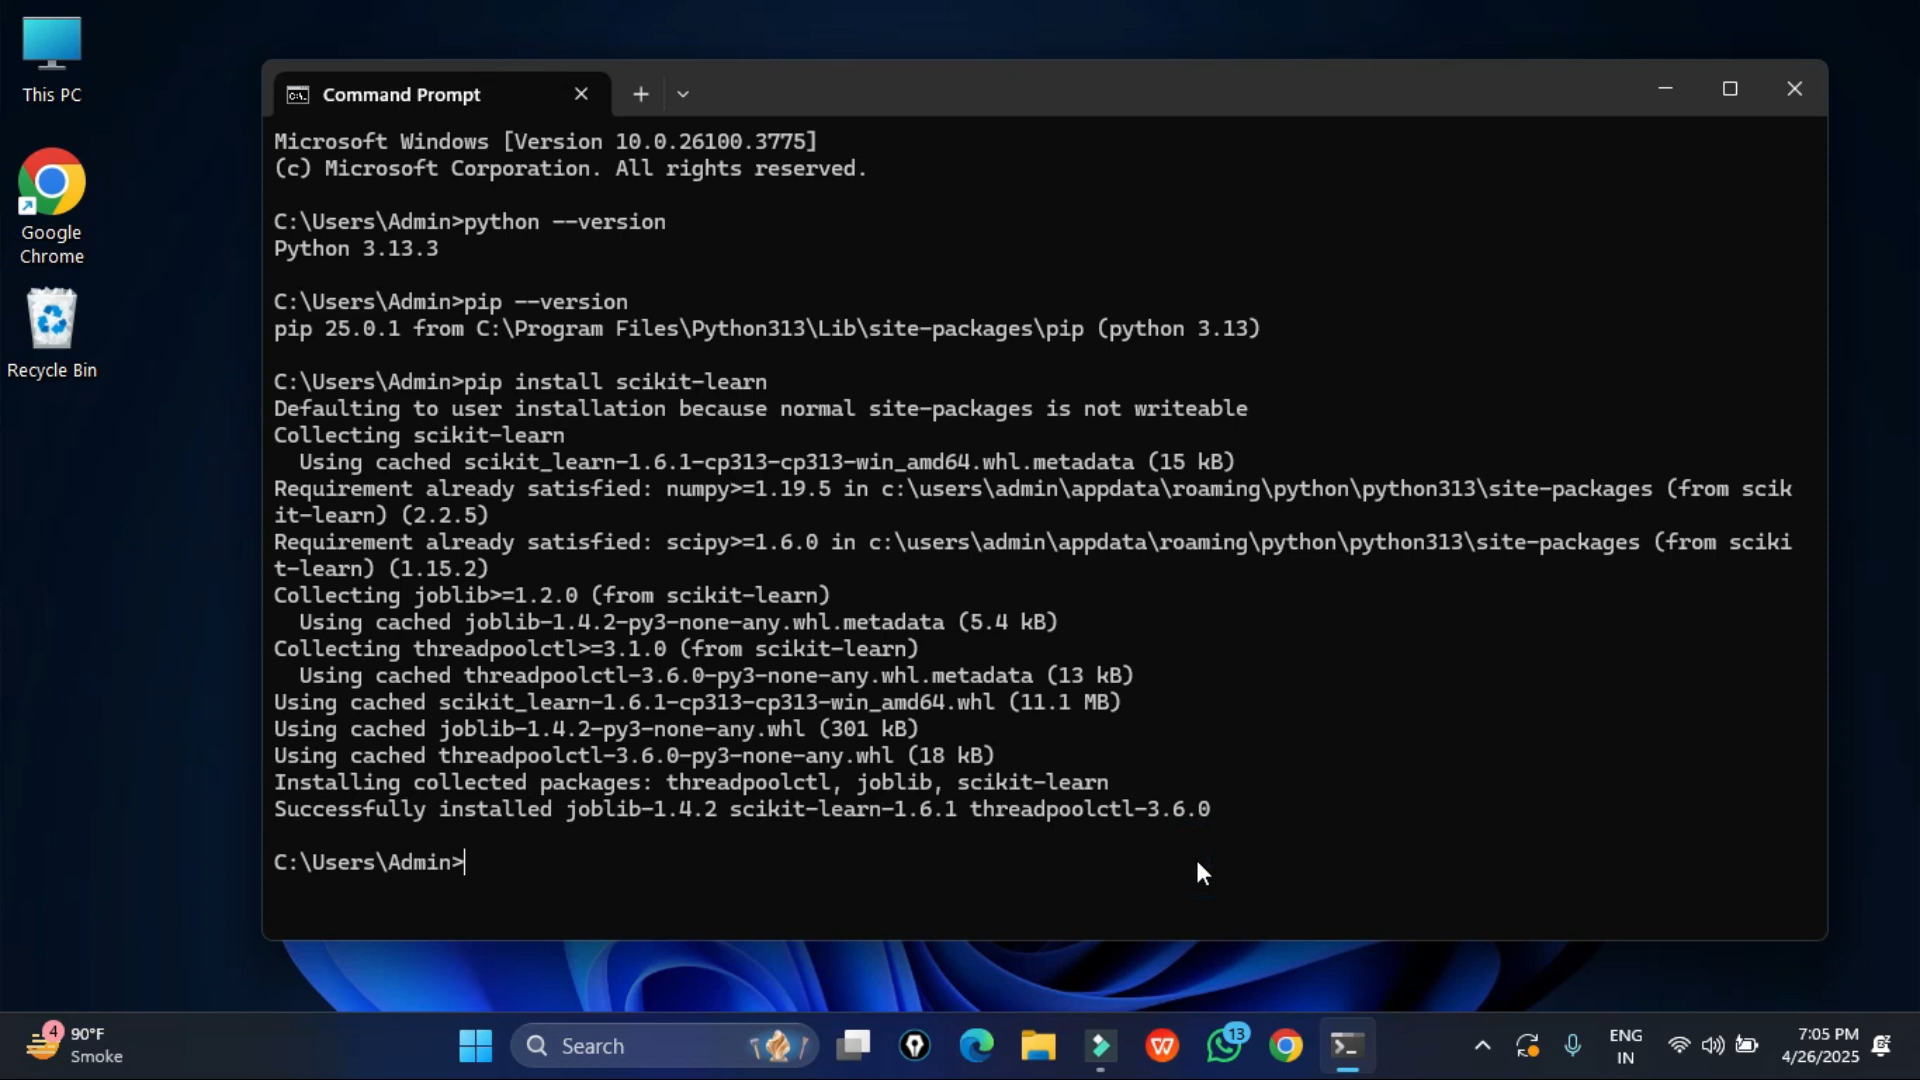 This PC
Google
Chrome
Recycle Bin
Command Prompt
Microsoft Windows [Version 10.0.26100.3775]
(c) Microsoft Corporation. All rights reserved.
C:\Users\Admin>python --version
Python 3.13.3
C:\Users\Admin>pip --version
pip 25.0.1 from C:\Program Files\Python313\Lib\site-packages\pip (python 3.13)
C:\Users\Admin>pip install scikit-learn
Defaulting to user installation because normal site-packages is not writeable
Collecting scikit-learn
  Using cached scikit_learn-1.6.1-cp313-cp313-win_amd64.whl.metadata (15 kB)
Requirement already satisfied: numpy>=1.19.5 in c:\users\admin\appdata\roaming\python\python313\site-packages (from scik
it-learn) (2.2.5)
Requirement already satisfied: scipy>=1.6.0 in c:\users\admin\appdata\roaming\python\python313\site-packages (from sciki
t-learn) (1.15.2)
Collecting joblib>=1.2.0 (from scikit-learn)
  Using cached joblib-1.4.2-py3-none-any.whl.metadata (5.4 kB)
Collecting threadpoolctl>=3.1.0 (from scikit-learn)
  Using cached threadpoolctl-3.6.0-py3-none-any.whl.metadata (13 kB)
Using cached scikit_learn-1.6.1-cp313-cp313-win_amd64.whl (11.1 MB)
Using cached joblib-1.4.2-py3-none-any.whl (301 kB)
Using cached threadpoolctl-3.6.0-py3-none-any.whl (18 kB)
Installing collected packages: threadpoolctl, joblib, scikit-learn
Successfully installed joblib-1.4.2 scikit-learn-1.6.1 threadpoolctl-3.6.0
C:\Users\Admin>
4
90°F
Smoke
Search
13
ENG
IN
7:05 PM
4/26/2025